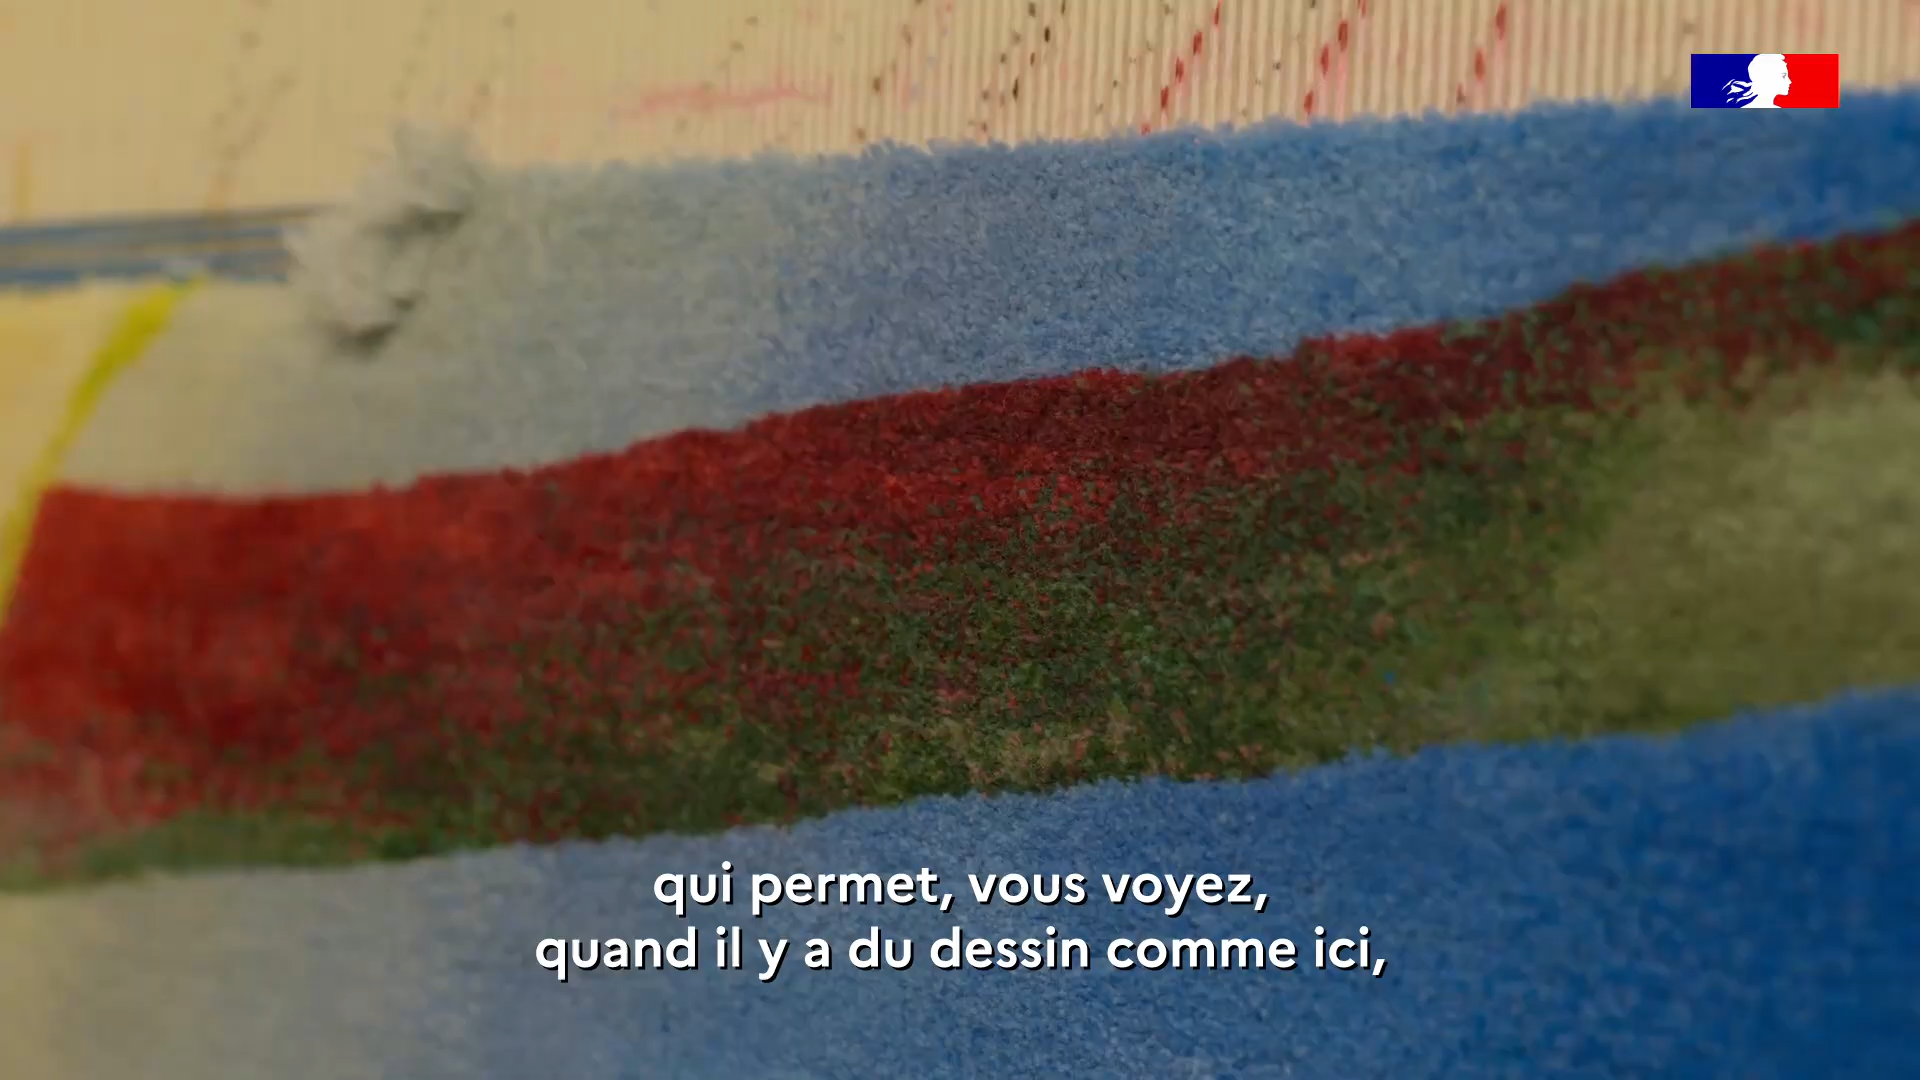 qui permet, vous voyez,
quand il y a du dessin comme ici,